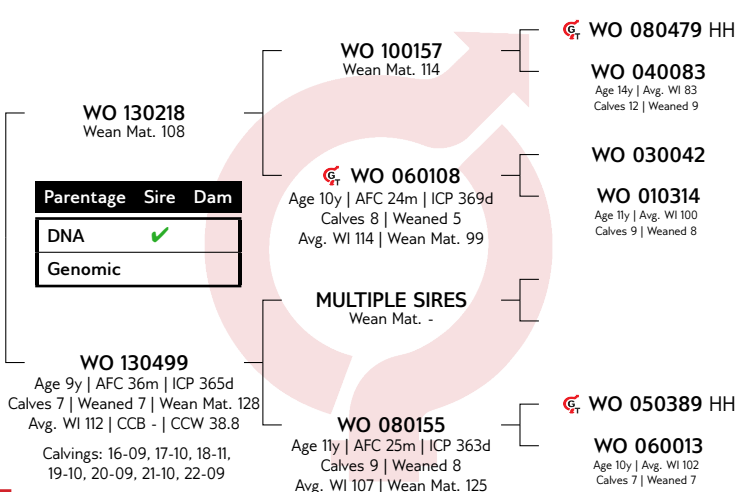 WO 130218
Wean Mat. 108
Parentage Sire Dam
DNA ✔
Genomic
WO 130499
Age 9y | AFC 36m | ICP 365d
Calves 7 | Weaned 7 | Wean Mat. 128
Avg. WI 112 | CCB - | CCW 38.8
Calvings: 16-09, 17-10, 18-11,
19-10, 20-09, 21-10, 22-09
WO 100157
Wean Mat. 114
GT WO 060108
Age 10y | AFC 24m | ICP 369d
Calves 8 | Weaned 5
Avg. WI 114 | Wean Mat. 99
MULTIPLE SIRES
Wean Mat. -
WO 080155
Age 11y | AFC 25m | ICP 363d
Calves 9 | Weaned 8
Avg. WI 107 | Wean Mat. 125
GT WO 080479 HH
WO 040083
Age 14y | Avg. WI 83
Calves 12 | Weaned 9
WO 030042
WO 010314
Age 11y | Avg. WI 100
Calves 9 | Weaned 8
GT WO 050389 HH
WO 060013
Age 10y | Avg. WI 102
Calves 7 | Weaned 7